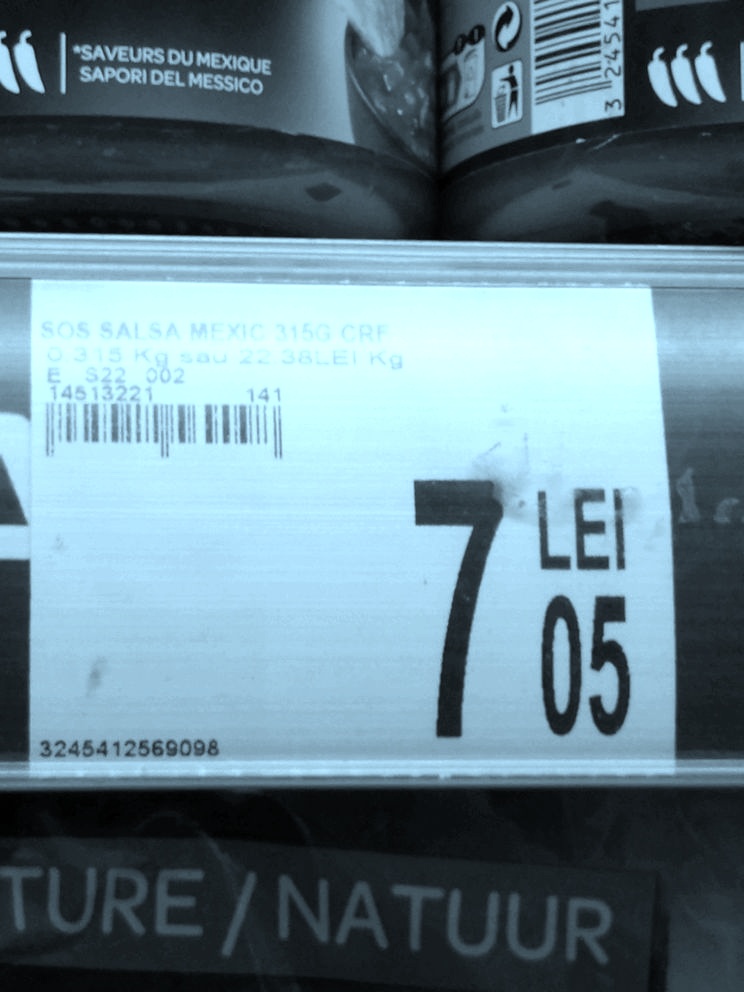 *SAVEURS DU MEXIQUE
SAPORI DEL MESSICO
3 24541
SOS SALSA MEXIC 315G CRF
0 315 Kg sau 22 38LEI Kg
E S22 002
14513221 141
7 LEI 05
3245412569098
TURE / NATUUR